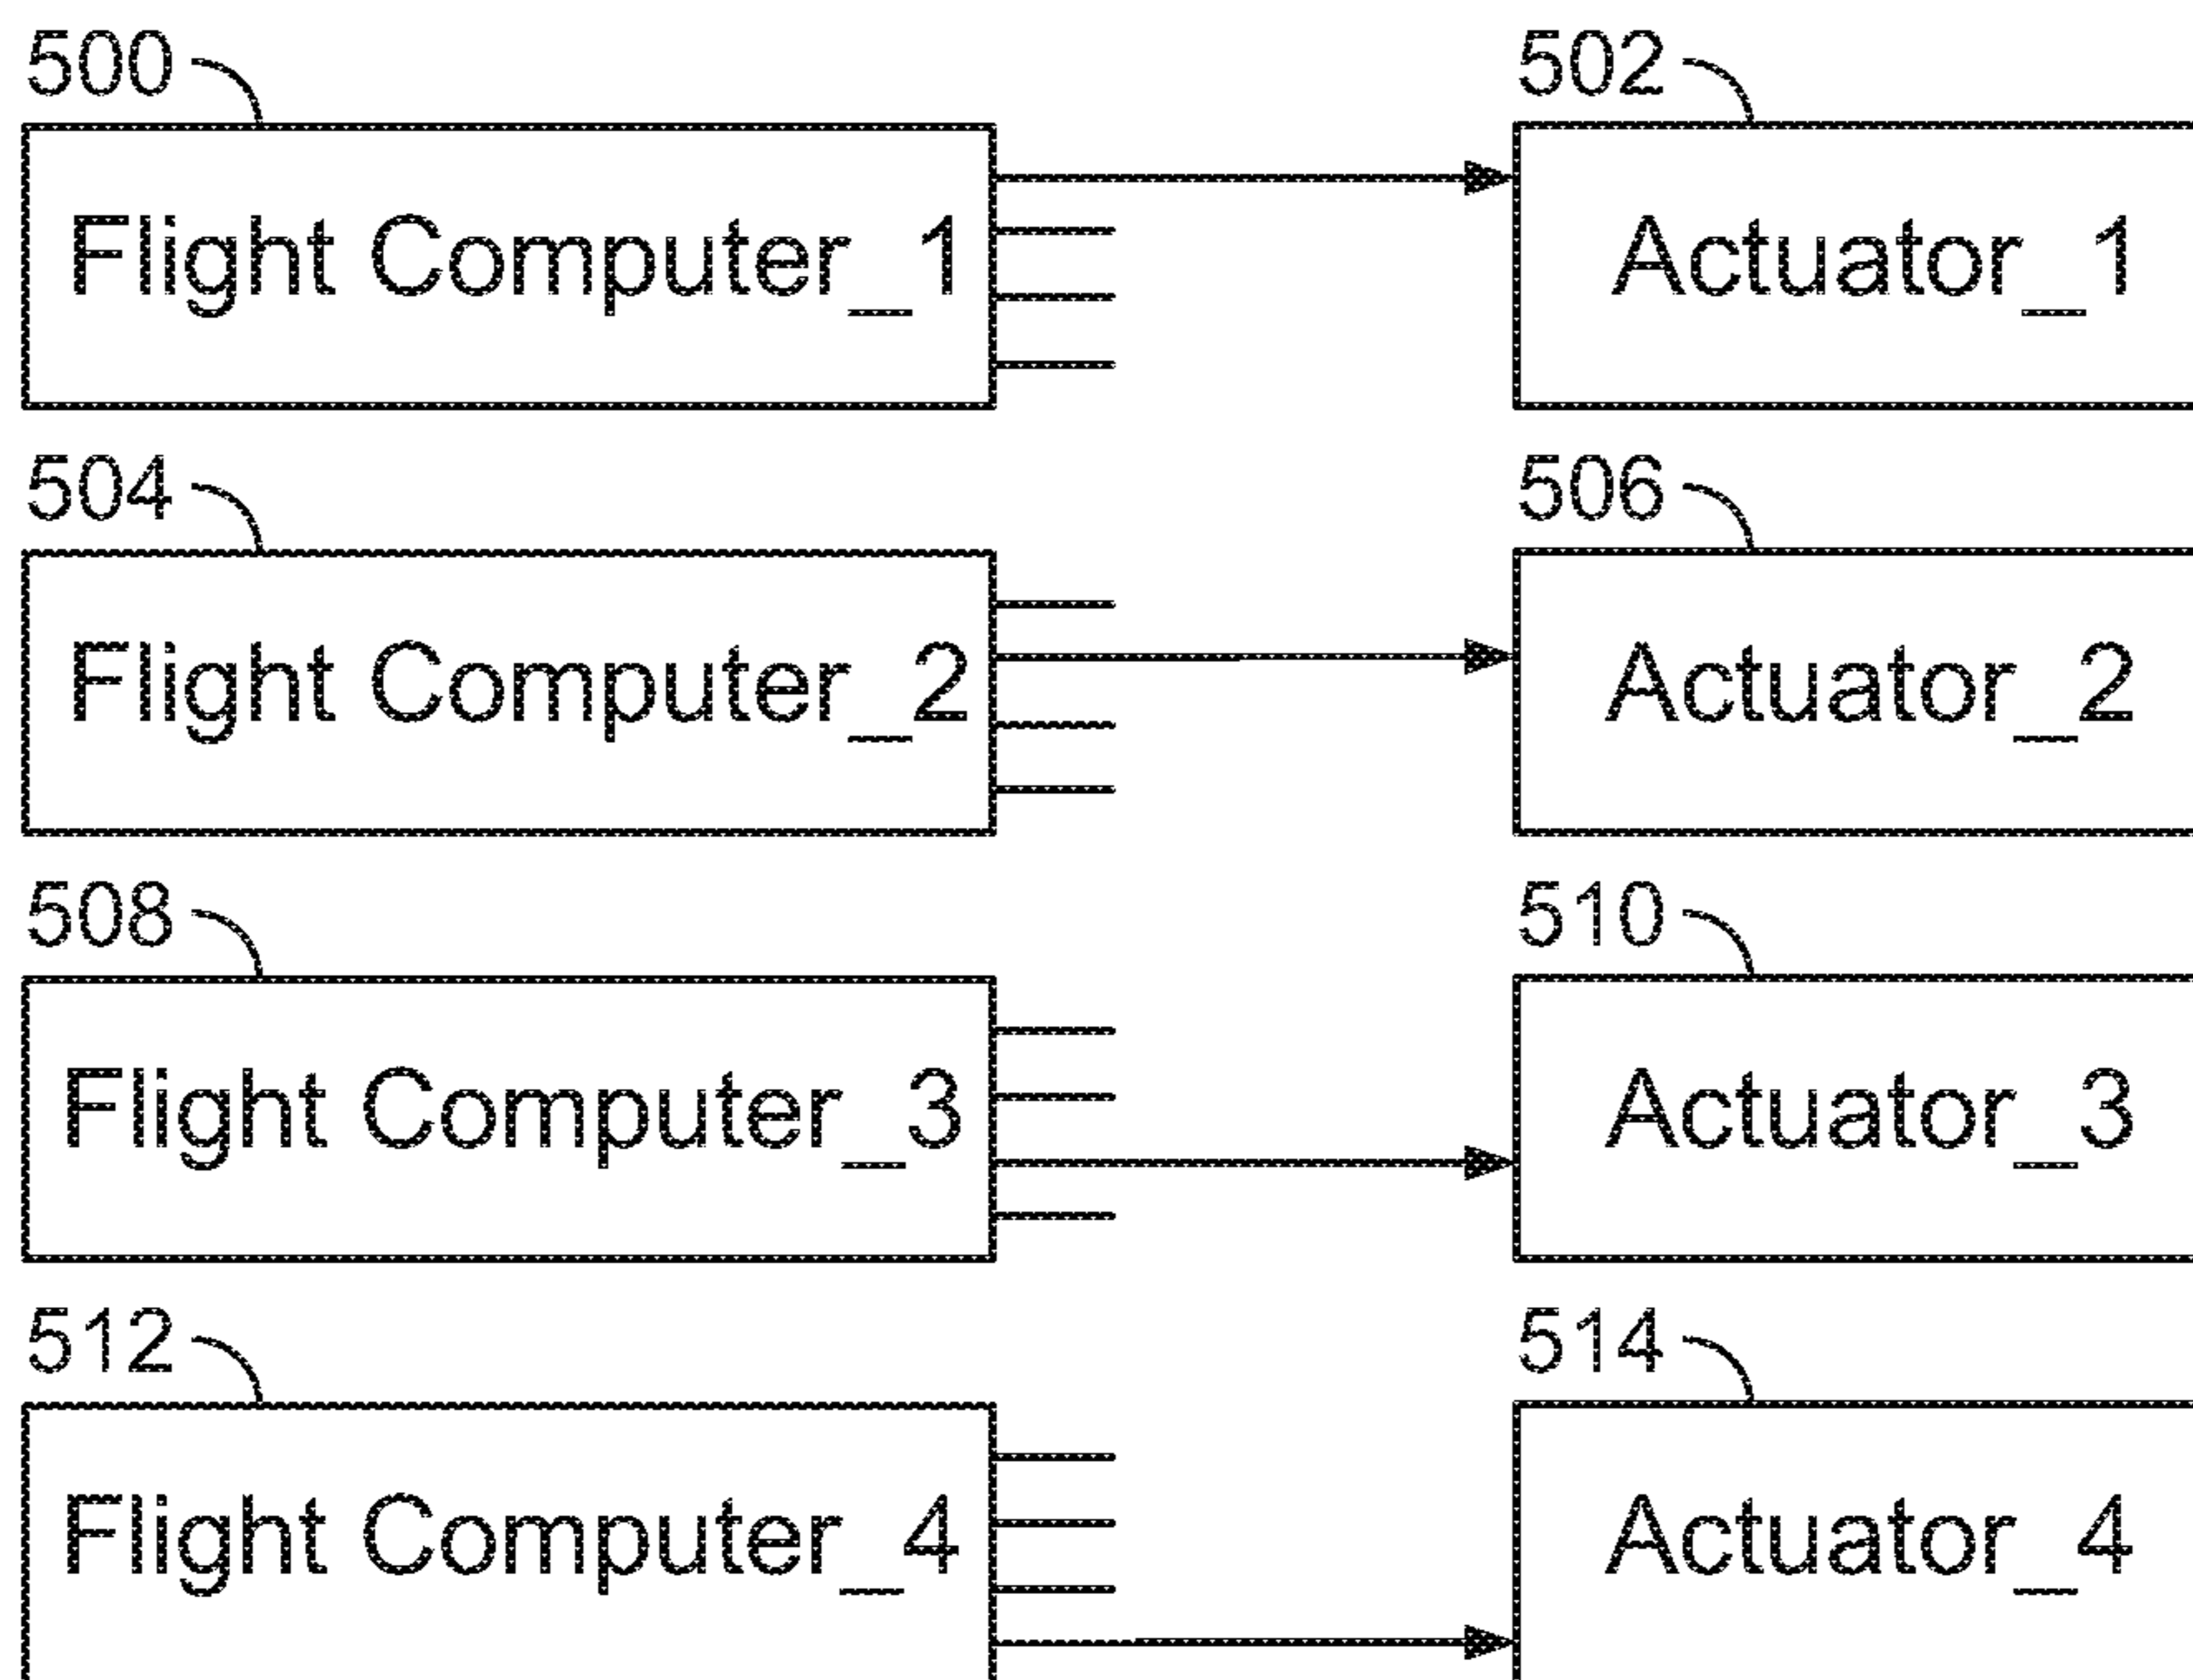 500 502
Flight Computer_1 Actuator_1
504 506
Flight Computer_2 Actuator_2
508 510
Flight Computer_3 Actuator_3
512 514
Flight Computer_4 Actuator_4